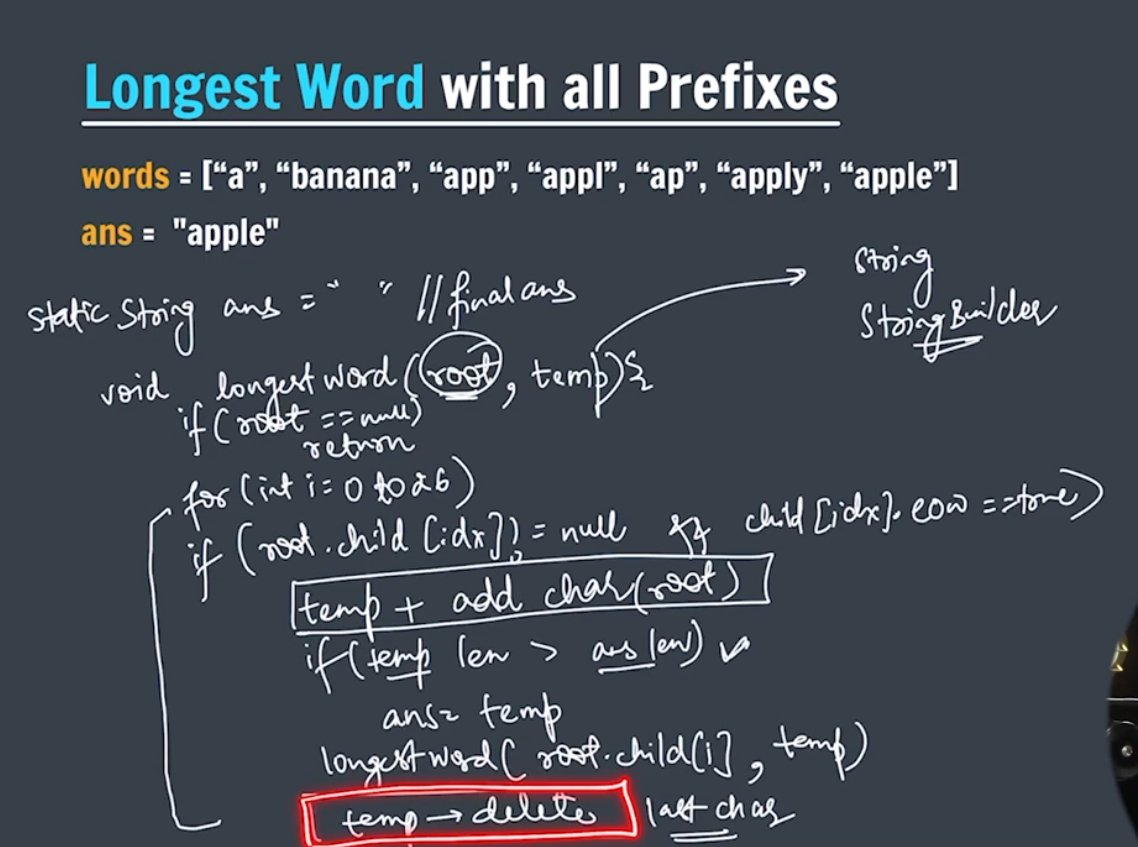 Longest Word with all Prefixes
words = [“a”, “banana”, “app”, “appl”, “ap”, “apply”, “apple”]
ans = "apple"
static String ans = " " // final ans
String
StringBuilder
void longestword(root, temp){
if(root == null)
return
for(int i=0 to 26)
if (root.child[idx] != null && child[idx].eow == true)
temp + add char(root)
if(temp len > ans len)
ans= temp
longestword( root.child[i], temp)
temp → delete last char